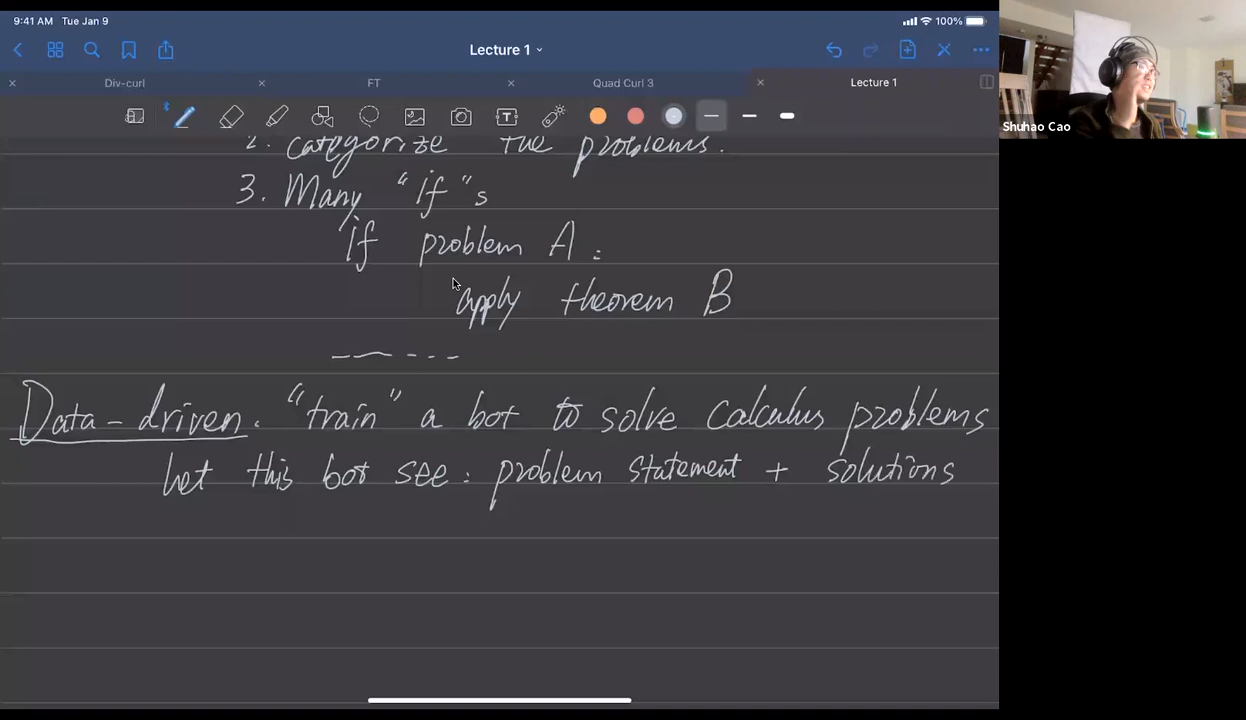 9:41 AM Tue Jan 9
100%
Lecture 1
Div-curl
FT
Quad Curl 3
Lecture 1
Shuhao Cao
2. Categorize the problems.
3. Many "if"s
if problem A:
apply theorem B
Data-driven. "train" a bot to solve Calculus problems
Let this bot see: problem statement + solutions